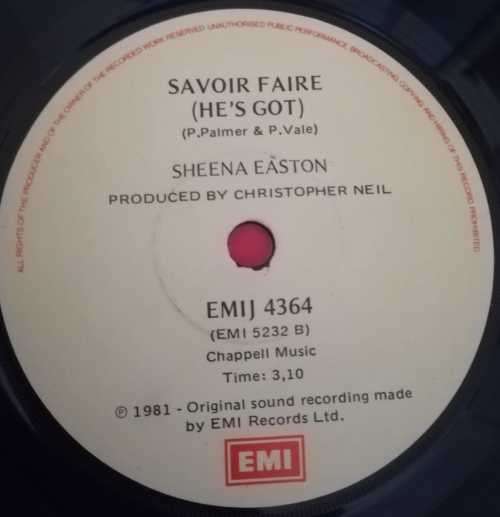 ALL RIGHTS OF THE PRODUCER AND OF THE OWNER OF THE RECORDED WORK RESERVED UNAUTHORISED PUBLIC PERFORMANCE BROADCASTING COPYING AND HIRING OF THIS RECORD PROHIBITED
SAVOIR FAIRE
(HE'S GOT)
(P.Palmer & P.Vale)
SHEENA EASTON
PRODUCED BY CHRISTOPHER NEIL
EMIJ 4364
(EMI 5232 B)
Chappell Music
Time: 3,10
℗ 1981 - Original sound recording made
by EMI Records Ltd.
EMI